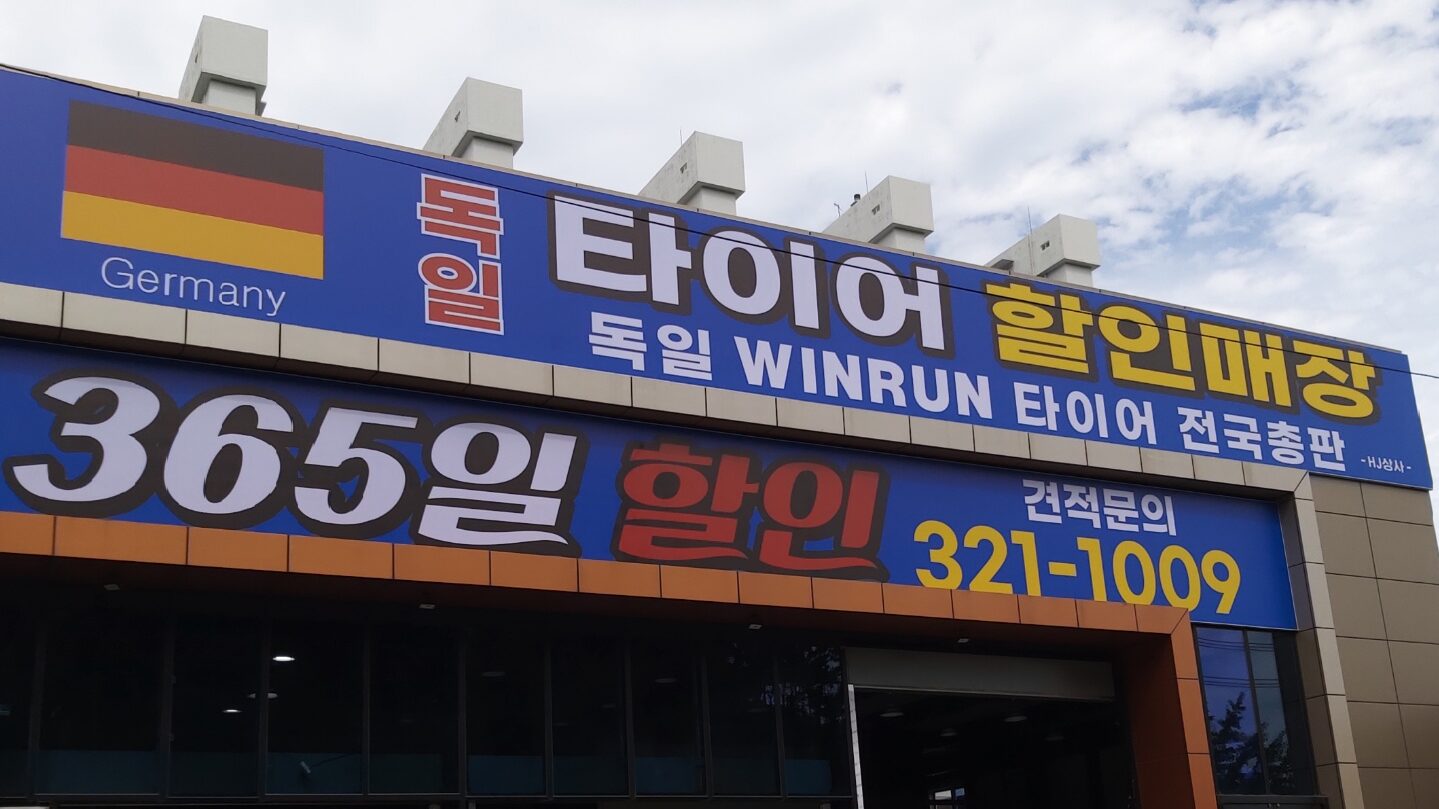 Germany
독일 타이어 할인매장
독일 WINRUN 타이어 전국총판 -HJ상사-
365일 할인
견적문의
321-1009